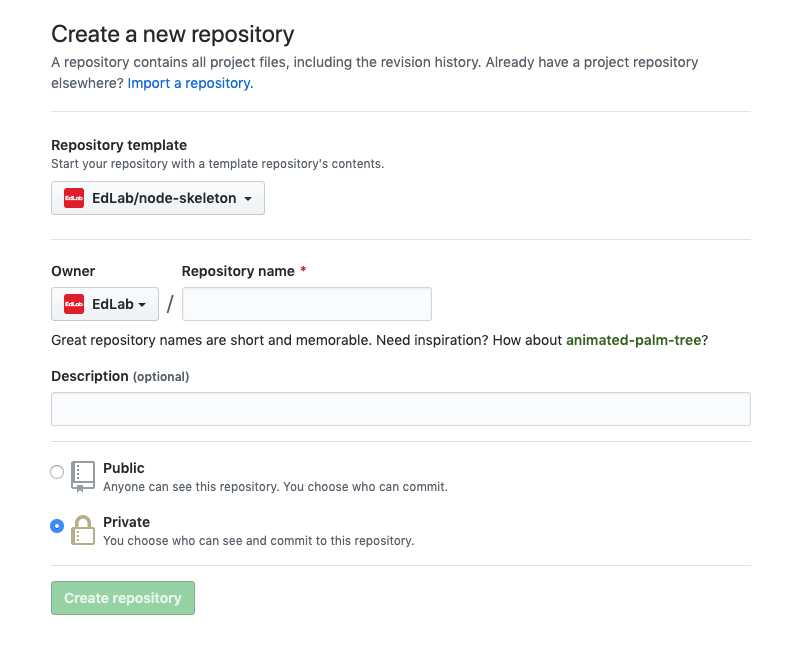 Create a new repository
A repository contains all project files, including the revision history. Already have a project repository
elsewhere? Import a repository.
Repository template
Start your repository with a template repository's contents.
EdLab EdLab/node-skeleton
Owner
Repository name *
EdLab EdLab
/
Great repository names are short and memorable. Need inspiration? How about animated-palm-tree?
Description (optional)
Public
Anyone can see this repository. You choose who can commit.
Private
You choose who can see and commit to this repository.
Create repository